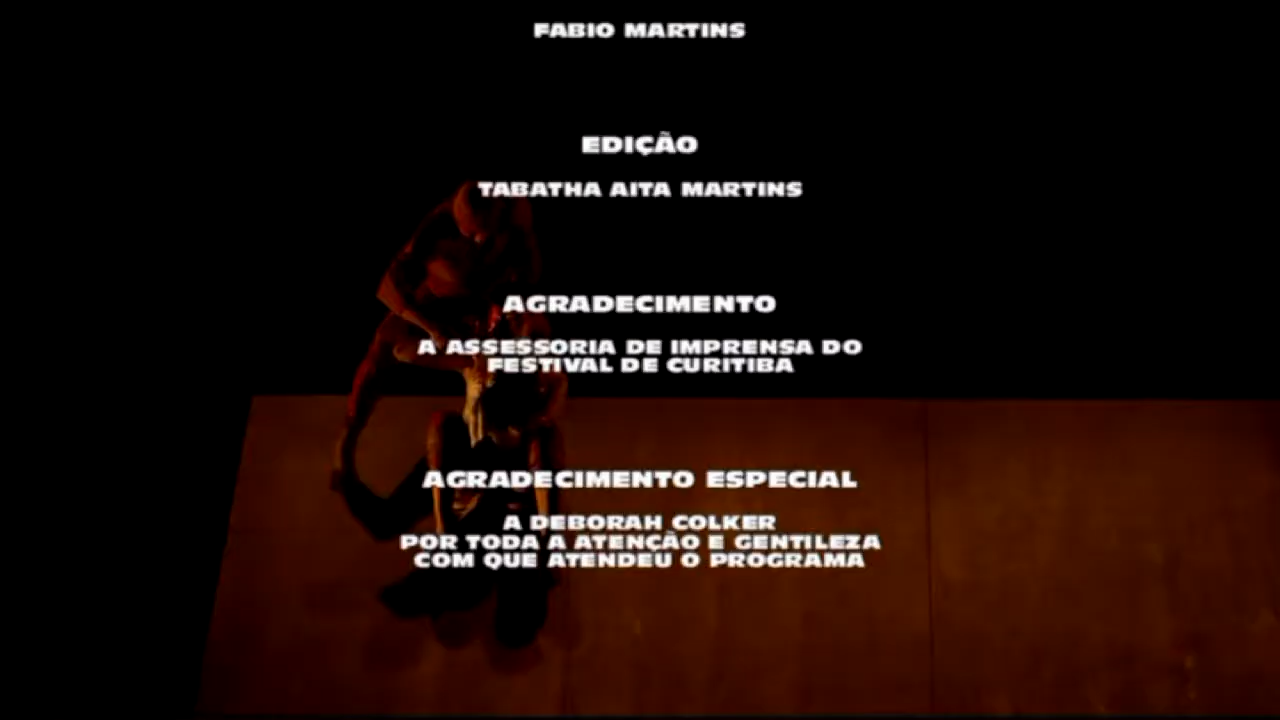 FABIO MARTINS
EDIÇÃO
TABATHA AITA MARTINS
AGRADECIMENTO
A ASSESSORIA DE IMPRENSA DO
FESTIVAL DE CURITIBA
AGRADECIMENTO ESPECIAL
A DEBORAH COLKER
POR TODA A ATENÇÃO E GENTILEZA
COM QUE ATENDEU O PROGRAMA